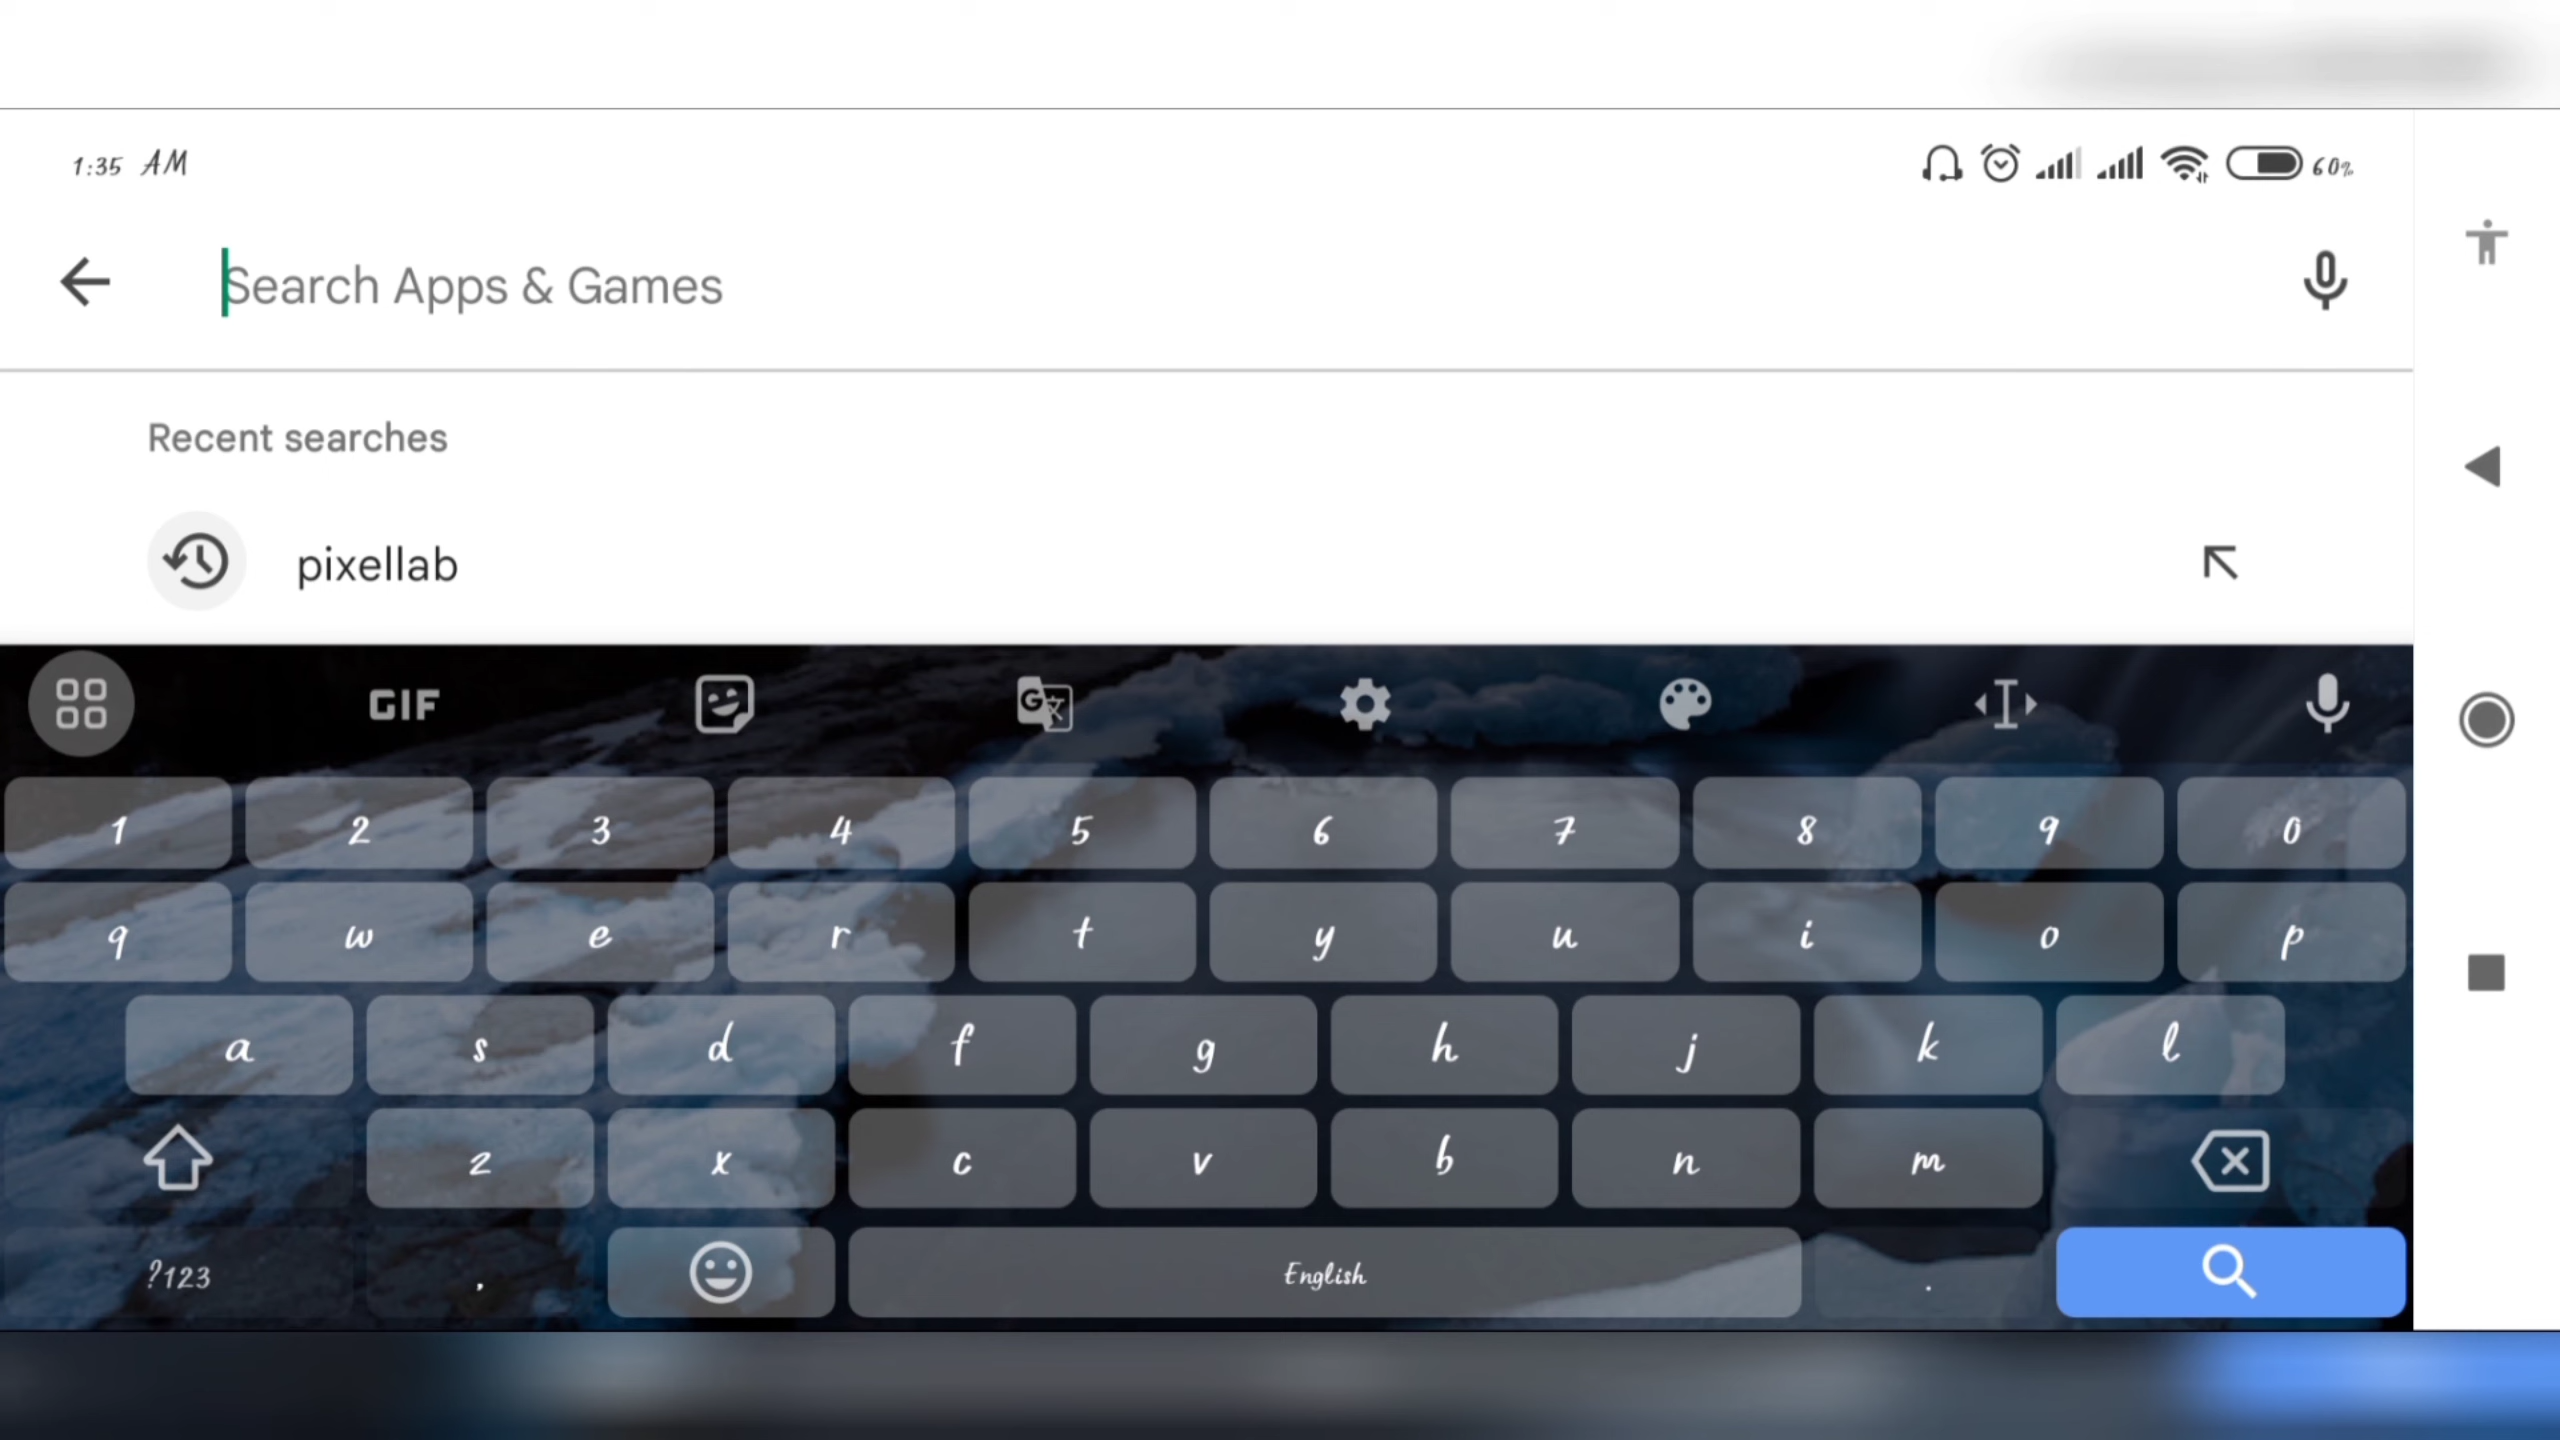 1:35 AM
60%
Search Apps & Games
Recent searches
pixellab
GIF
G
1 2 3 4 5 6 7 8 9 0
q w e r t y u i o p
a s d f g h j k l
z x c v b n m
?123 , English .